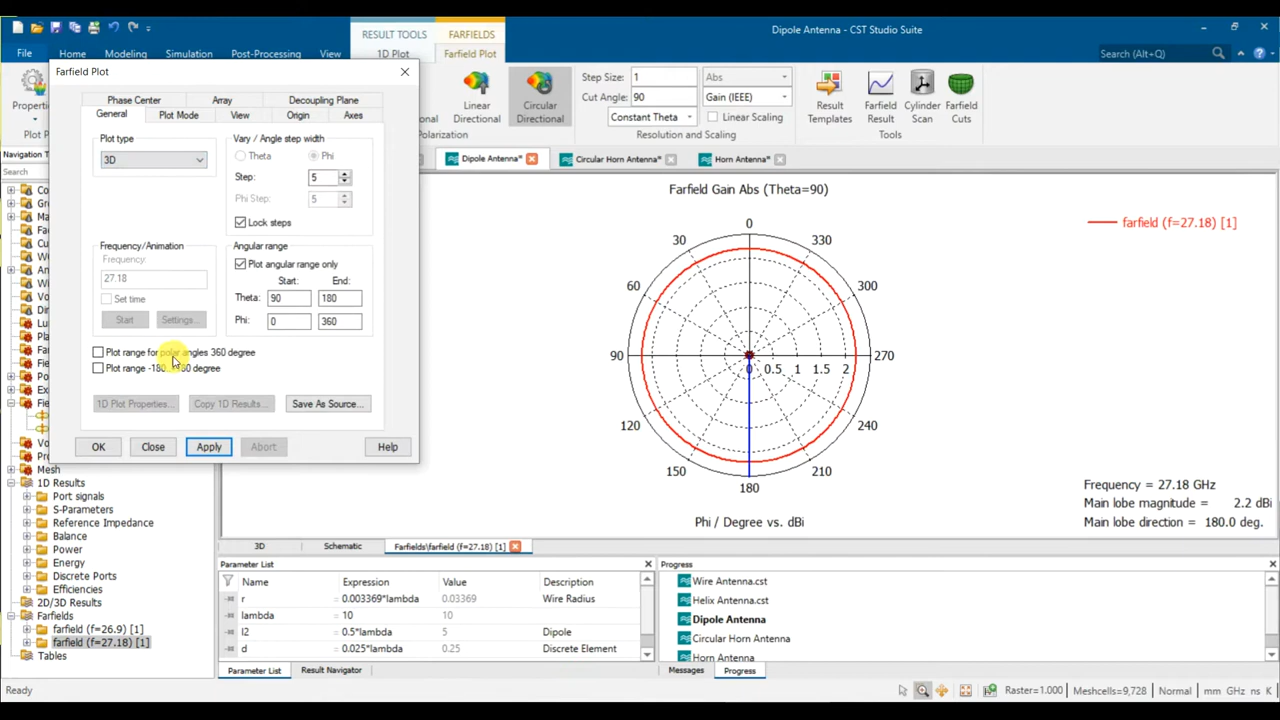 RESULT TOOLS
FARFIELDS
Dipole Antenna - CST Studio Suite
File
Home
Modeling
Simulation
Post-Processing
View
1D Plot
Farfield Plot
Search (Alt+Q)
Farfield Plot
Phase Center
Array
Decoupling Plane
General
Plot Mode
View
Origin
Axes
Plot type
3D
Vary / Angle step width
Theta
Phi
Step:
5
Phi Step:
5
Lock steps
Frequency/Animation
Frequency:
27.18
Set time
Start
Settings...
Angular range
Plot angular range only
Start:
End:
Theta:
90
180
Phi:
0
360
Plot range for polar angles 360 degree
Plot range -180
degree
1D Plot Properties...
Copy 1D Results...
Save As Source...
OK
Close
Apply
Abort
Help
Linear
Directional
Circular
Directional
Step Size:
1
Cut Angle:
90
Constant Theta
Abs
Gain (IEEE)
Linear Scaling
Resolution and Scaling
Result
Templates
Farfield
Result
Cylinder
Scan
Farfield
Cuts
Tools
Dipole Antenna*
Circular Horn Antenna*
Horn Antenna*
Farfield Gain Abs (Theta=90)
farfield (f=27.18) [1]
0
30
330
60
300
90
270
0
0.5
1
1.5
2
120
240
150
210
180
Phi / Degree vs. dBi
Frequency = 27.18 GHz
Main lobe magnitude = 2.2 dBi
Main lobe direction = 180.0 deg.
Mesh
1D Results
Port signals
S-Parameters
Reference Impedance
Balance
Power
Energy
Discrete Ports
Efficiencies
2D/3D Results
Farfields
farfield (f=26.9) [1]
farfield (f=27.18) [1]
Tables
3D
Schematic
Farfields\farfield (f=27.18) [1]
Parameter List
Name
Expression
Value
Description
r
= 0.003369*lambda
0.03369
Wire Radius
lambda
= 10
10
l2
= 0.5*lambda
5
Dipole
d
= 0.025*lambda
0.25
Discrete Element
Parameter List
Result Navigator
Progress
Wire Antenna.cst
Helix Antenna.cst
Dipole Antenna
Circular Horn Antenna
Horn Antenna
Messages
Progress
Ready
Raster=1.000
Meshcells=9,728
Normal
mm GHz ns K